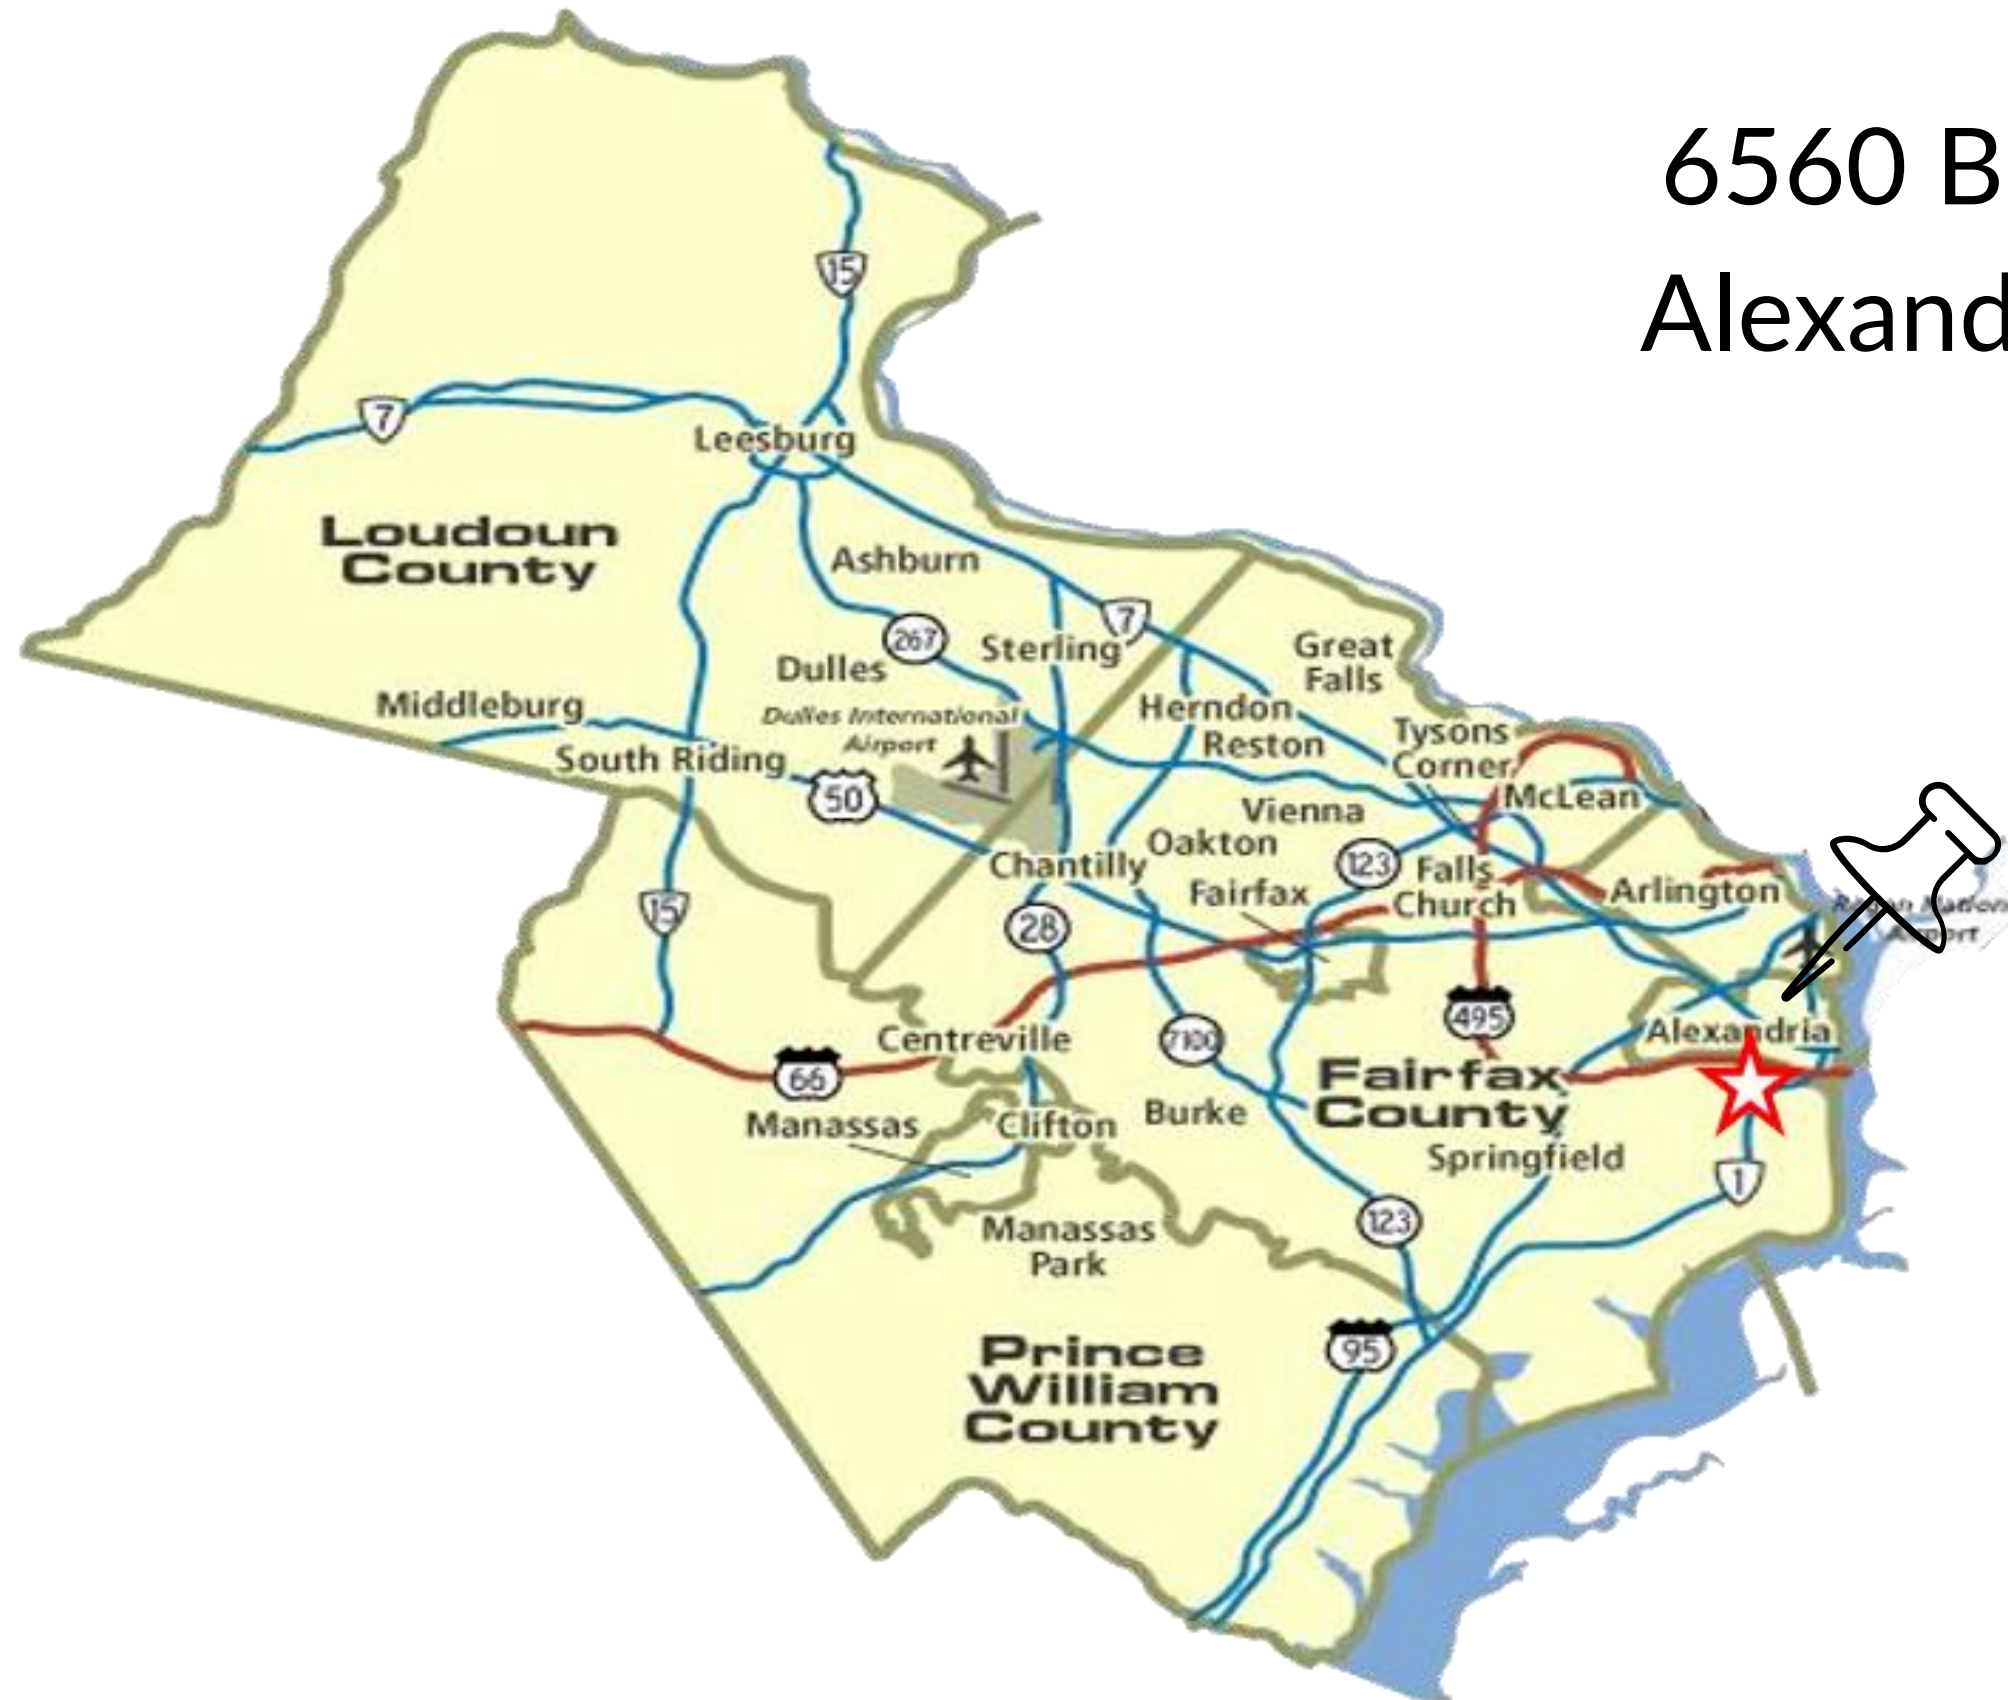 6560 B
Alexand
15
7
Leesburg
Loudoun
County
Ashburn
7
267
Sterling
Great
Falls
Dulles
Middleburg
Dulles International
Airport
Herndon
Reston
Tysons
Corner
South Riding
50
McLean
Vienna
Oakton
Chantilly
123
Falls
Church
Fairfax
Arlington
15
28
Airport
495
Alexandria
Centreville
7100
66
Fairfax
County
Manassas
Clifton
Burke
Springfield
1
123
Manassas
Park
95
Prince
William
County